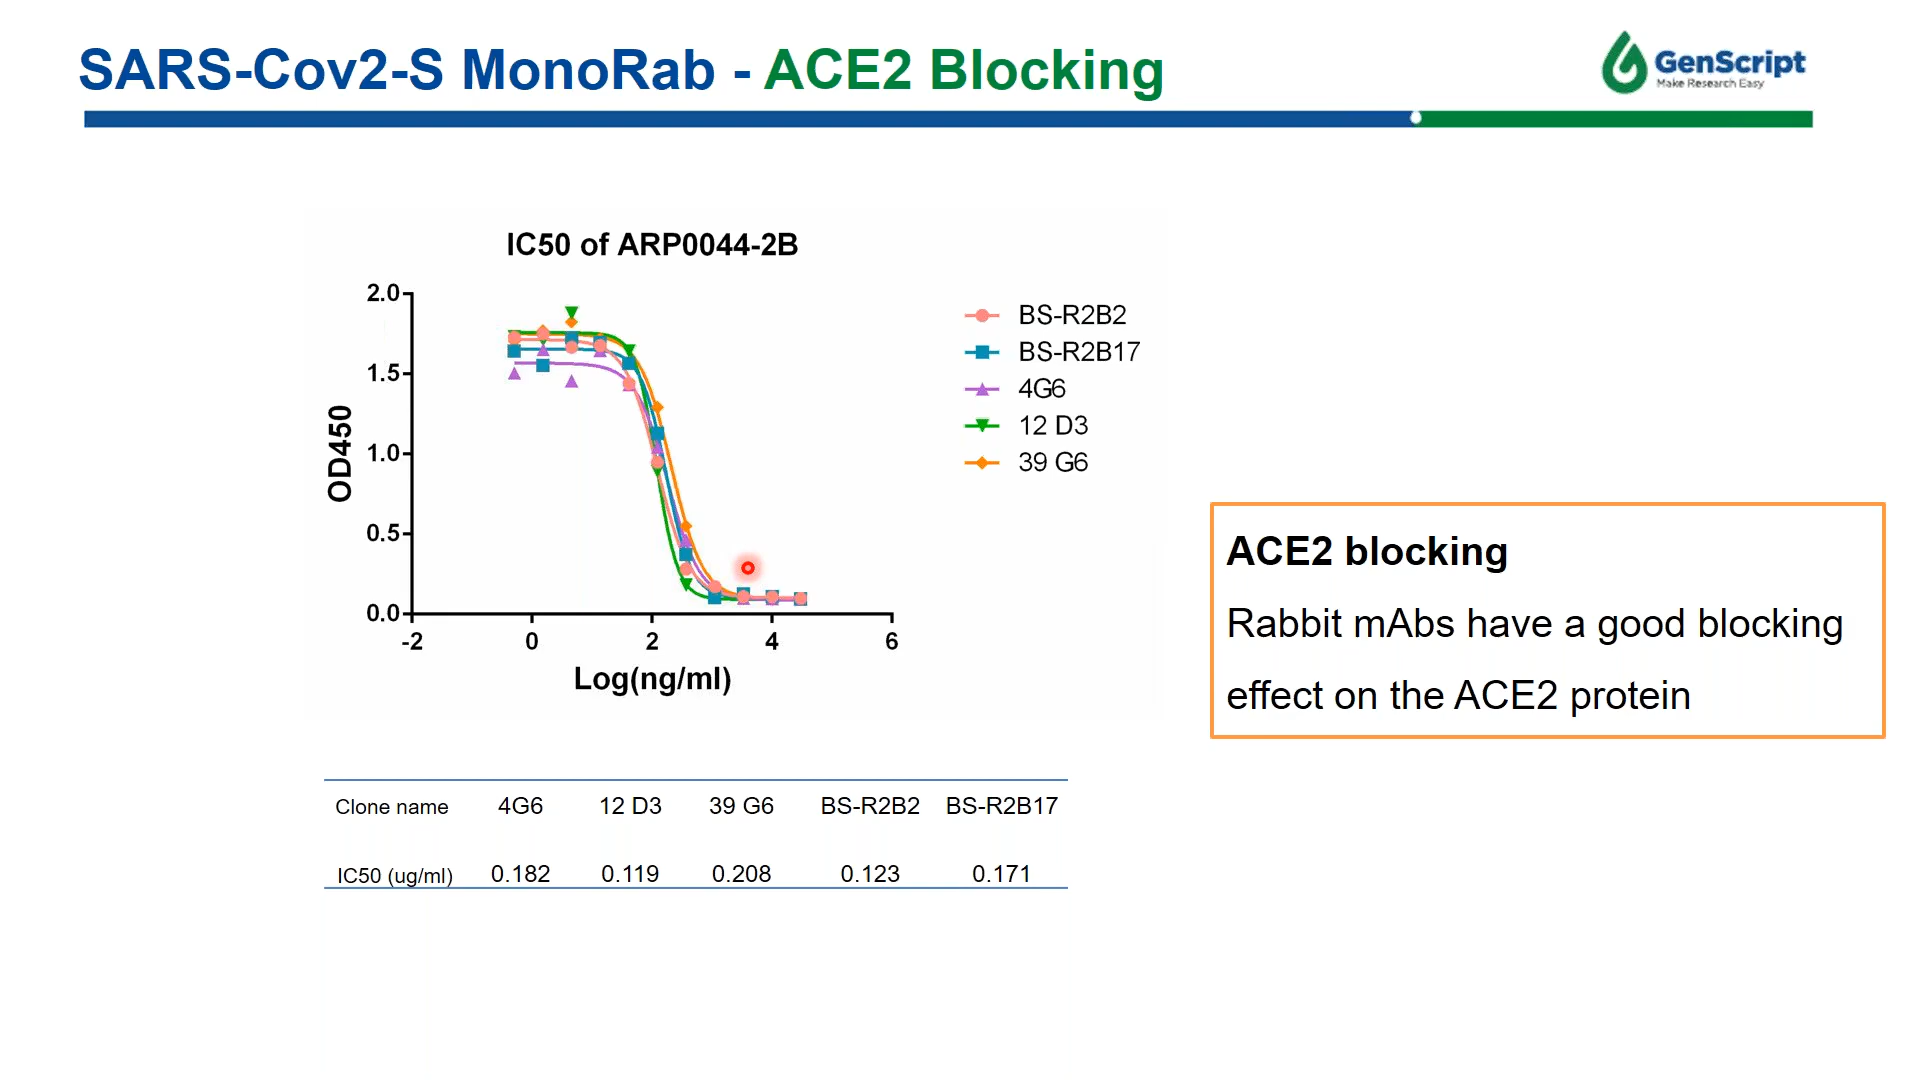 SARS-Cov2-S MonoRab - ACE2 Blocking
GenScript
Make Research Easy
IC50 of ARP0044-2B
2.0
1.5
1.0
0.5
0.0
OD450
-2 0 2 4 6
Log(ng/ml)
BS-R2B2
BS-R2B17
4G6
12 D3
39 G6
ACE2 blocking
Rabbit mAbs have a good blocking
effect on the ACE2 protein
Clone name 4G6 12 D3 39 G6 BS-R2B2 BS-R2B17
IC50 (ug/ml) 0.182 0.119 0.208 0.123 0.171